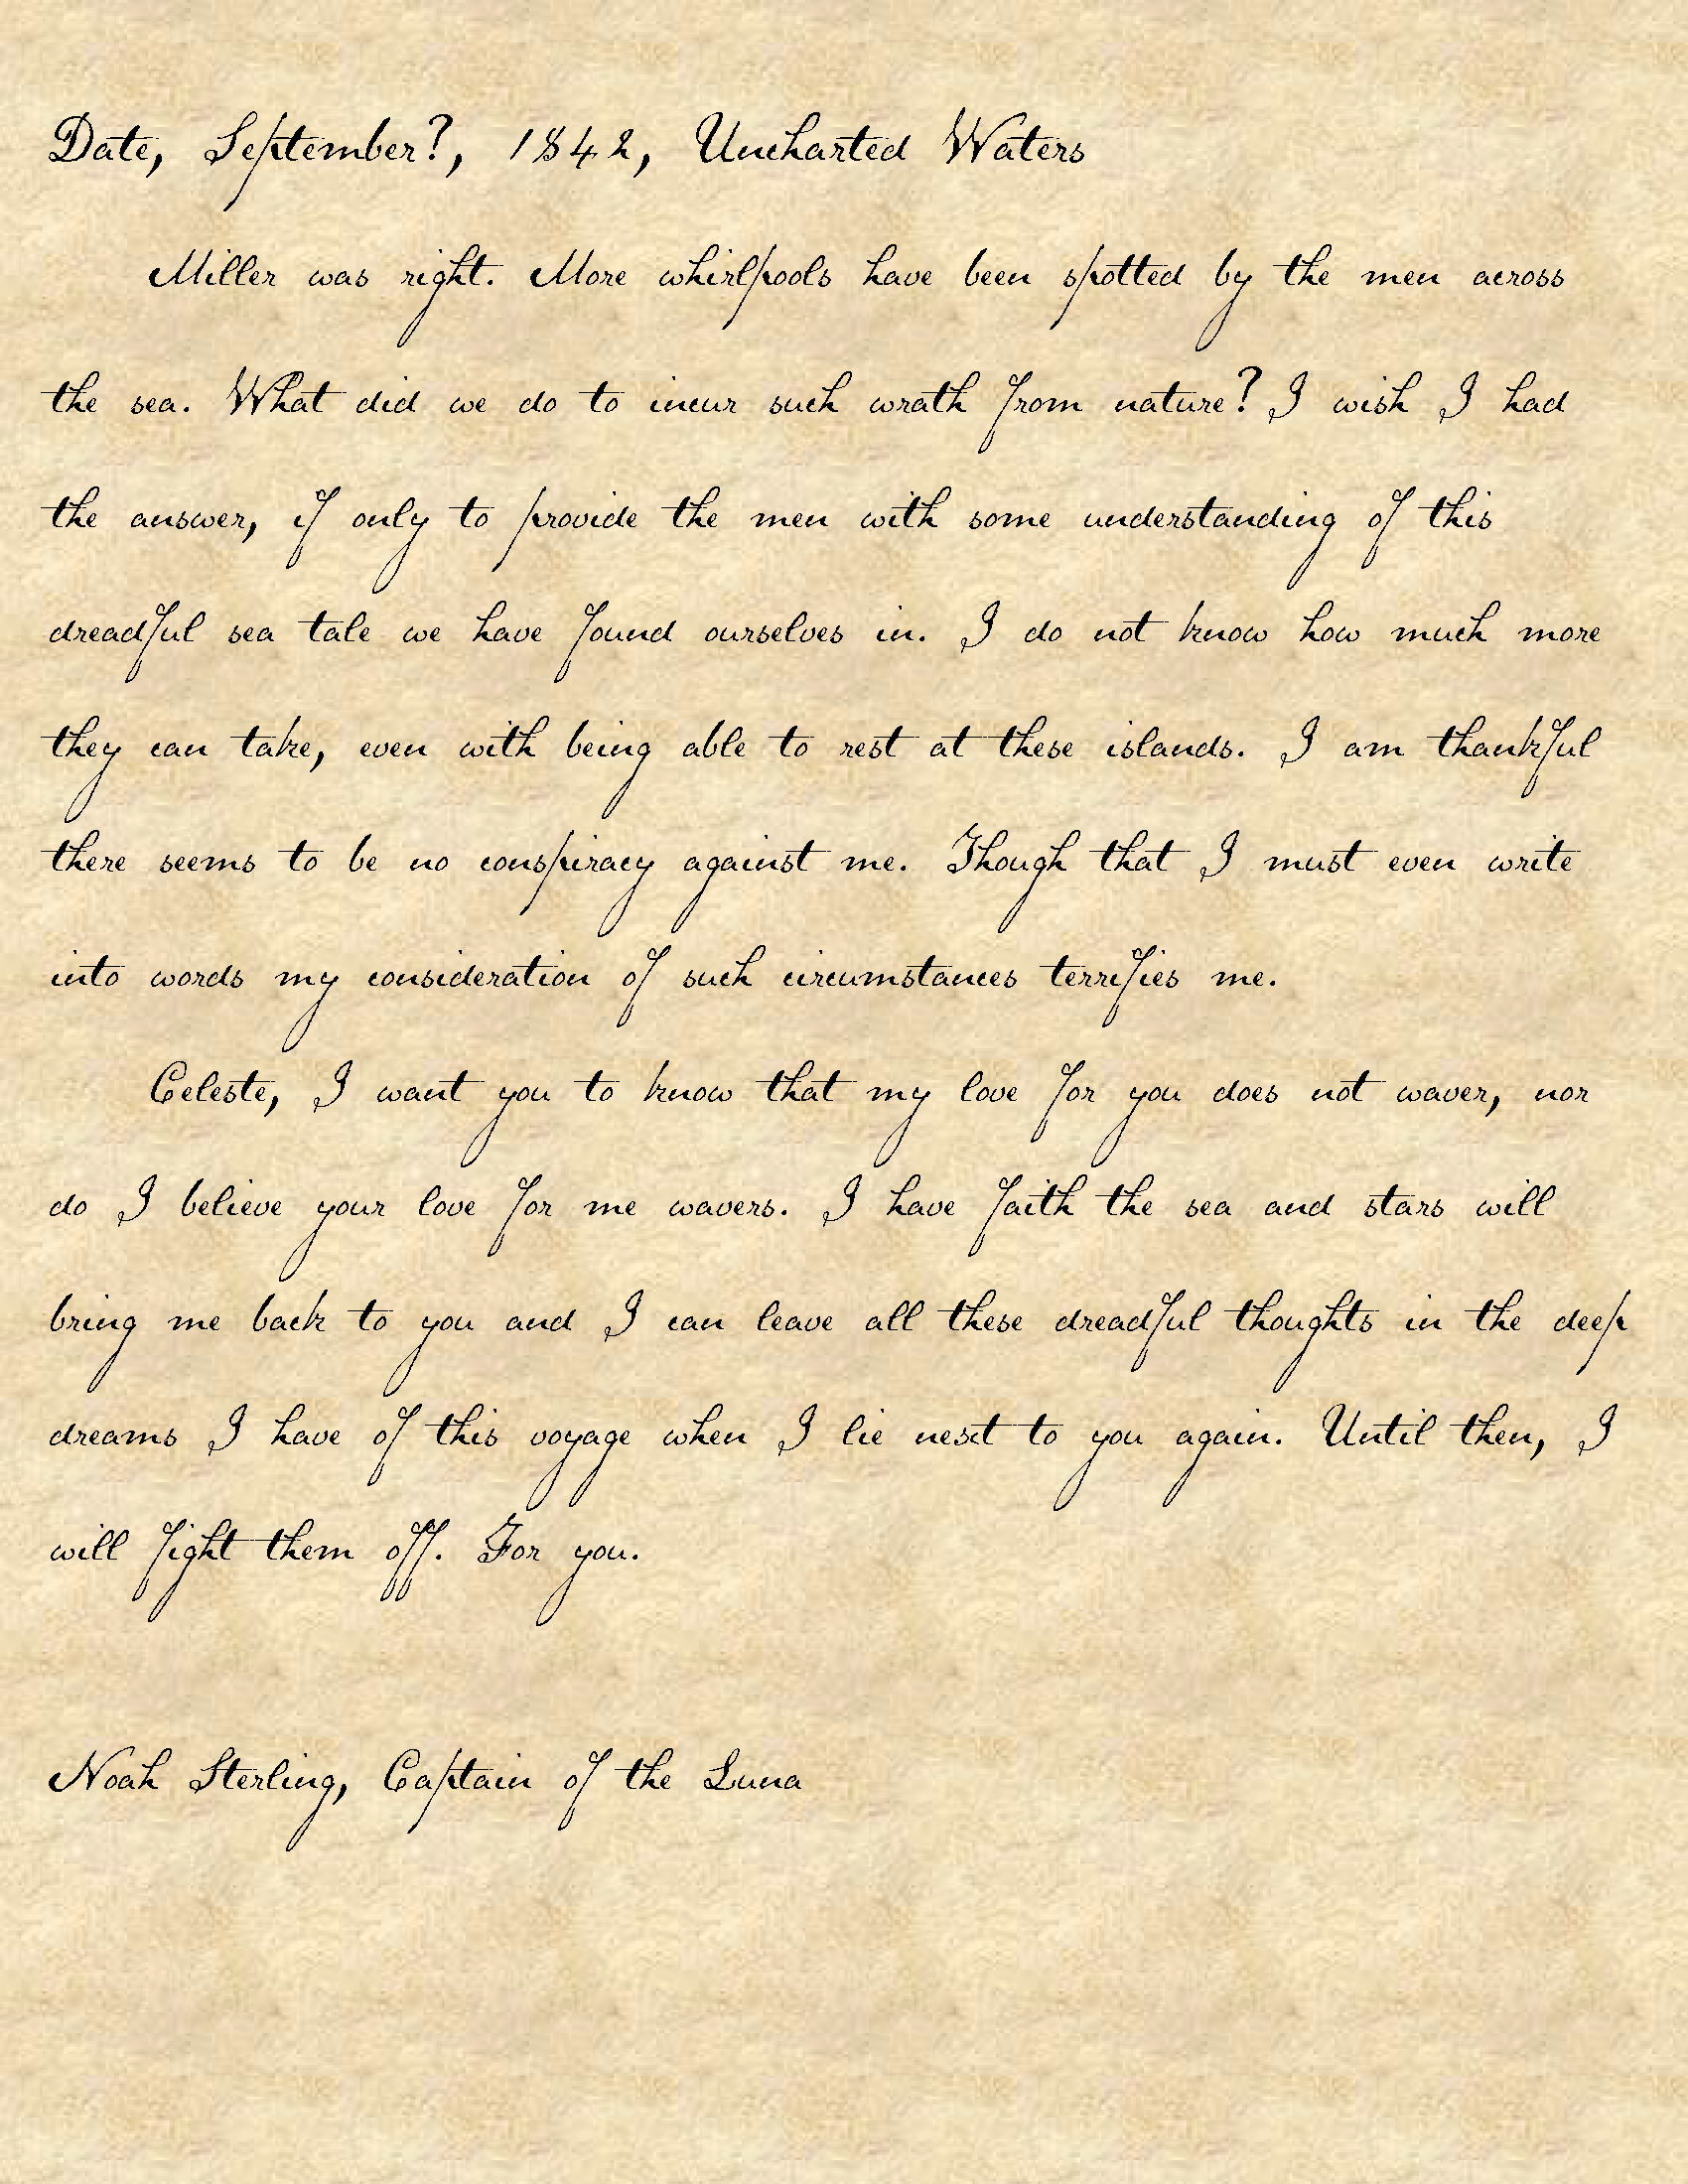 Date, September?, 1842, Uncharted Waters
Miller was right. More whirlpools have been spotted by the men across
the sea. What did we do to incur such wrath from nature? I wish I had
the answer, if only to provide the men with some understanding of this
dreadful sea tale we have found ourselves in. I do not know how much more
they can take, even with being able to rest at these islands. I am thankful
there seems to be no conspiracy against me. Though that I must even write
into words my consideration of such circumstances terrifies me.
Celeste, I want you to know that my love for you does not waver, nor
do I believe your love for me wavers. I have faith the sea and stars will
bring me back to you and I can leave all these dreadful thoughts in the deep
dreams I have of this voyage when I lie next to you again. Until then, I
will fight them off. For you.
Noah Sterling, Captain of the Luna